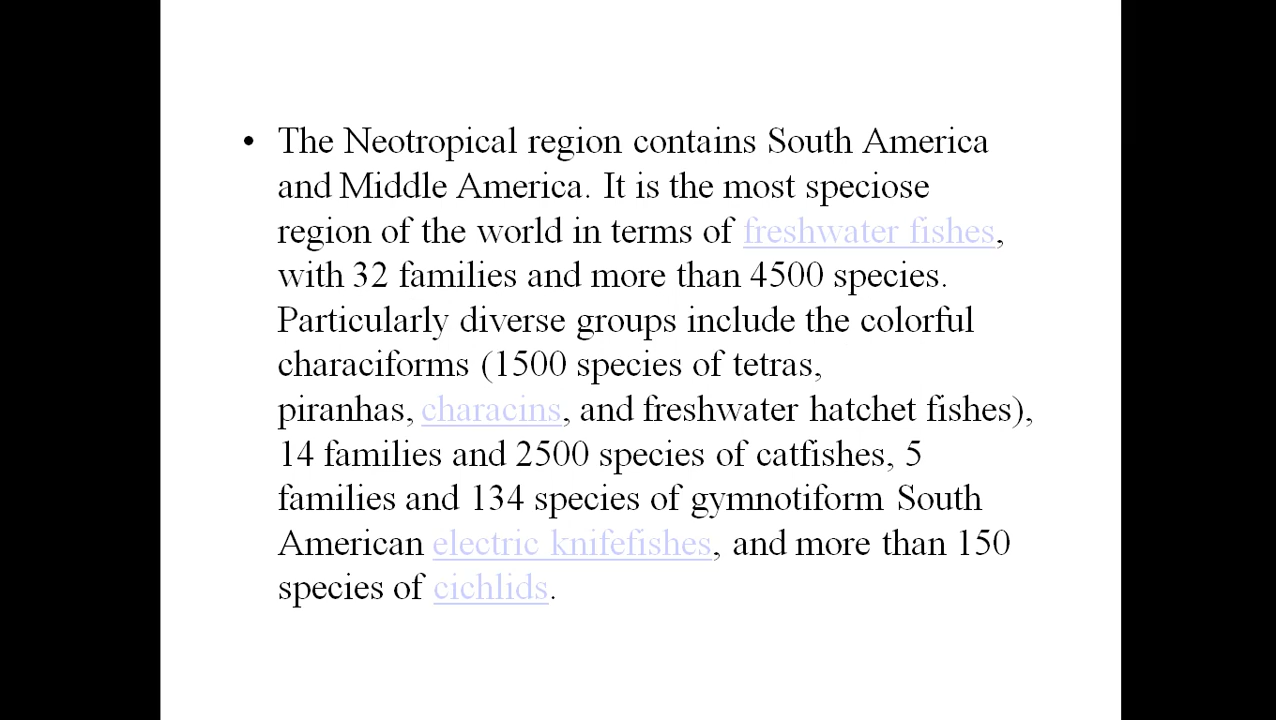 • The Neotropical region contains South America
and Middle America. It is the most speciose
region of the world in terms of freshwater fishes,
with 32 families and more than 4500 species.
Particularly diverse groups include the colorful
characiforms (1500 species of tetras,
piranhas, characins, and freshwater hatchet fishes),
14 families and 2500 species of catfishes, 5
families and 134 species of gymnotiform South
American electric knifefishes, and more than 150
species of cichlids.